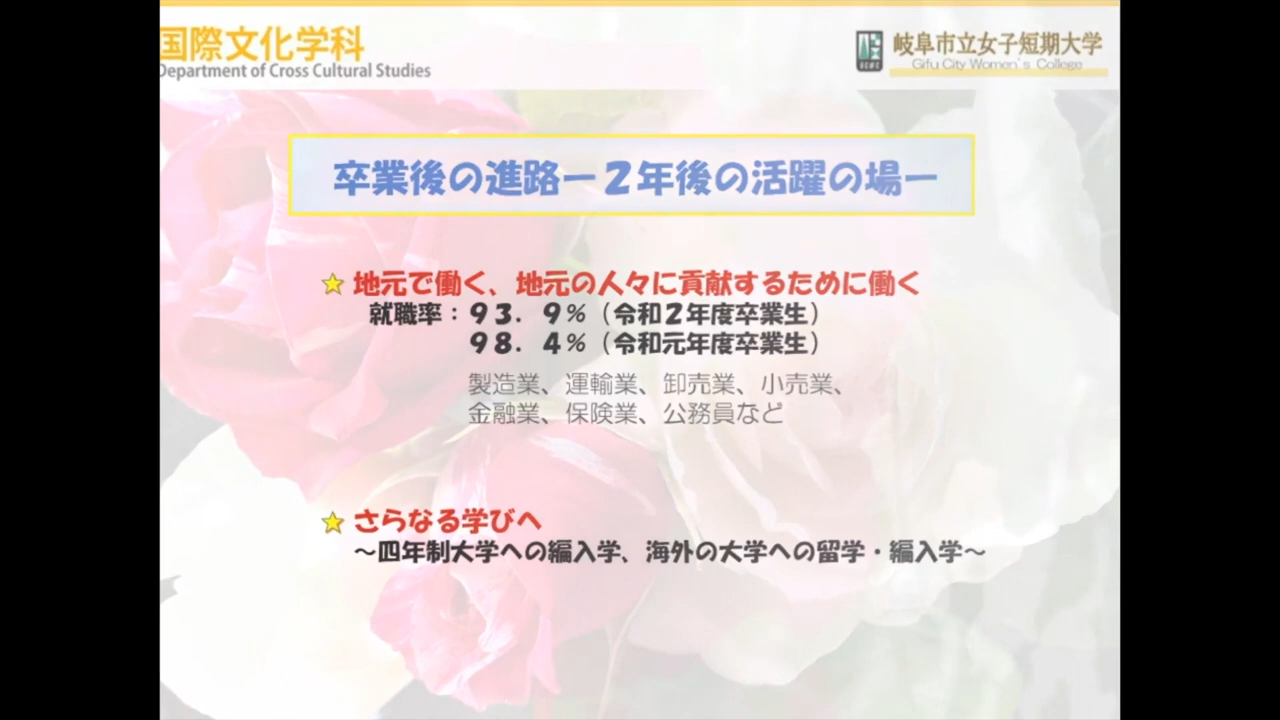 国際文化学科
Department of Cross Cultural Studies
岐阜市立女子短期大学
Gifu City Women's College
卒業後の進路ー２年後の活躍の場ー
地元で働く、地元の人々に貢献するために働く
就職率：９３．９％（令和２年度卒業生）
９８．４％（令和元年度卒業生）
製造業、運輸業、卸売業、小売業、
金融業、保険業、公務員など
さらなる学びへ
～四年制大学への編入学、海外の大学への留学・編入学～